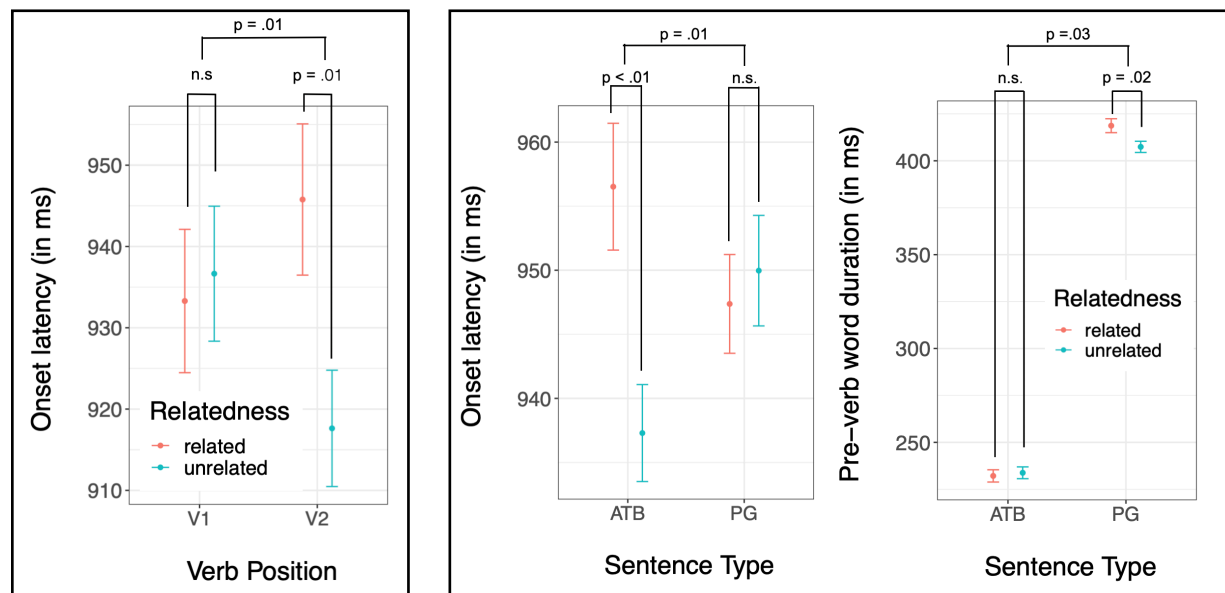 p = .01
n.s
p = .01
Onset latency (in ms)
950
940
930
920
910
Relatedness
related
unrelated
V1
V2
Verb Position
p = .01
p < .01
n.s.
Onset latency (in ms)
960
950
940
ATB
PG
Sentence Type
p =.03
n.s.
p = .02
Pre−verb word duration (in ms)
400
350
300
250
Relatedness
related
unrelated
ATB
PG
Sentence Type